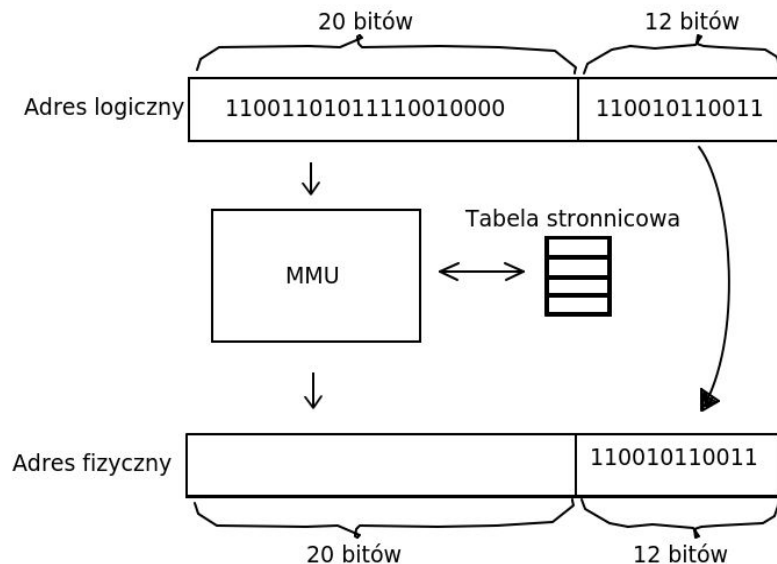 20 bitów
12 bitów
Adres logiczny
11001101011110010000
110010110011
Tabela stronnicowa
MMU
Adres fizyczny
110010110011
20 bitów
12 bitów